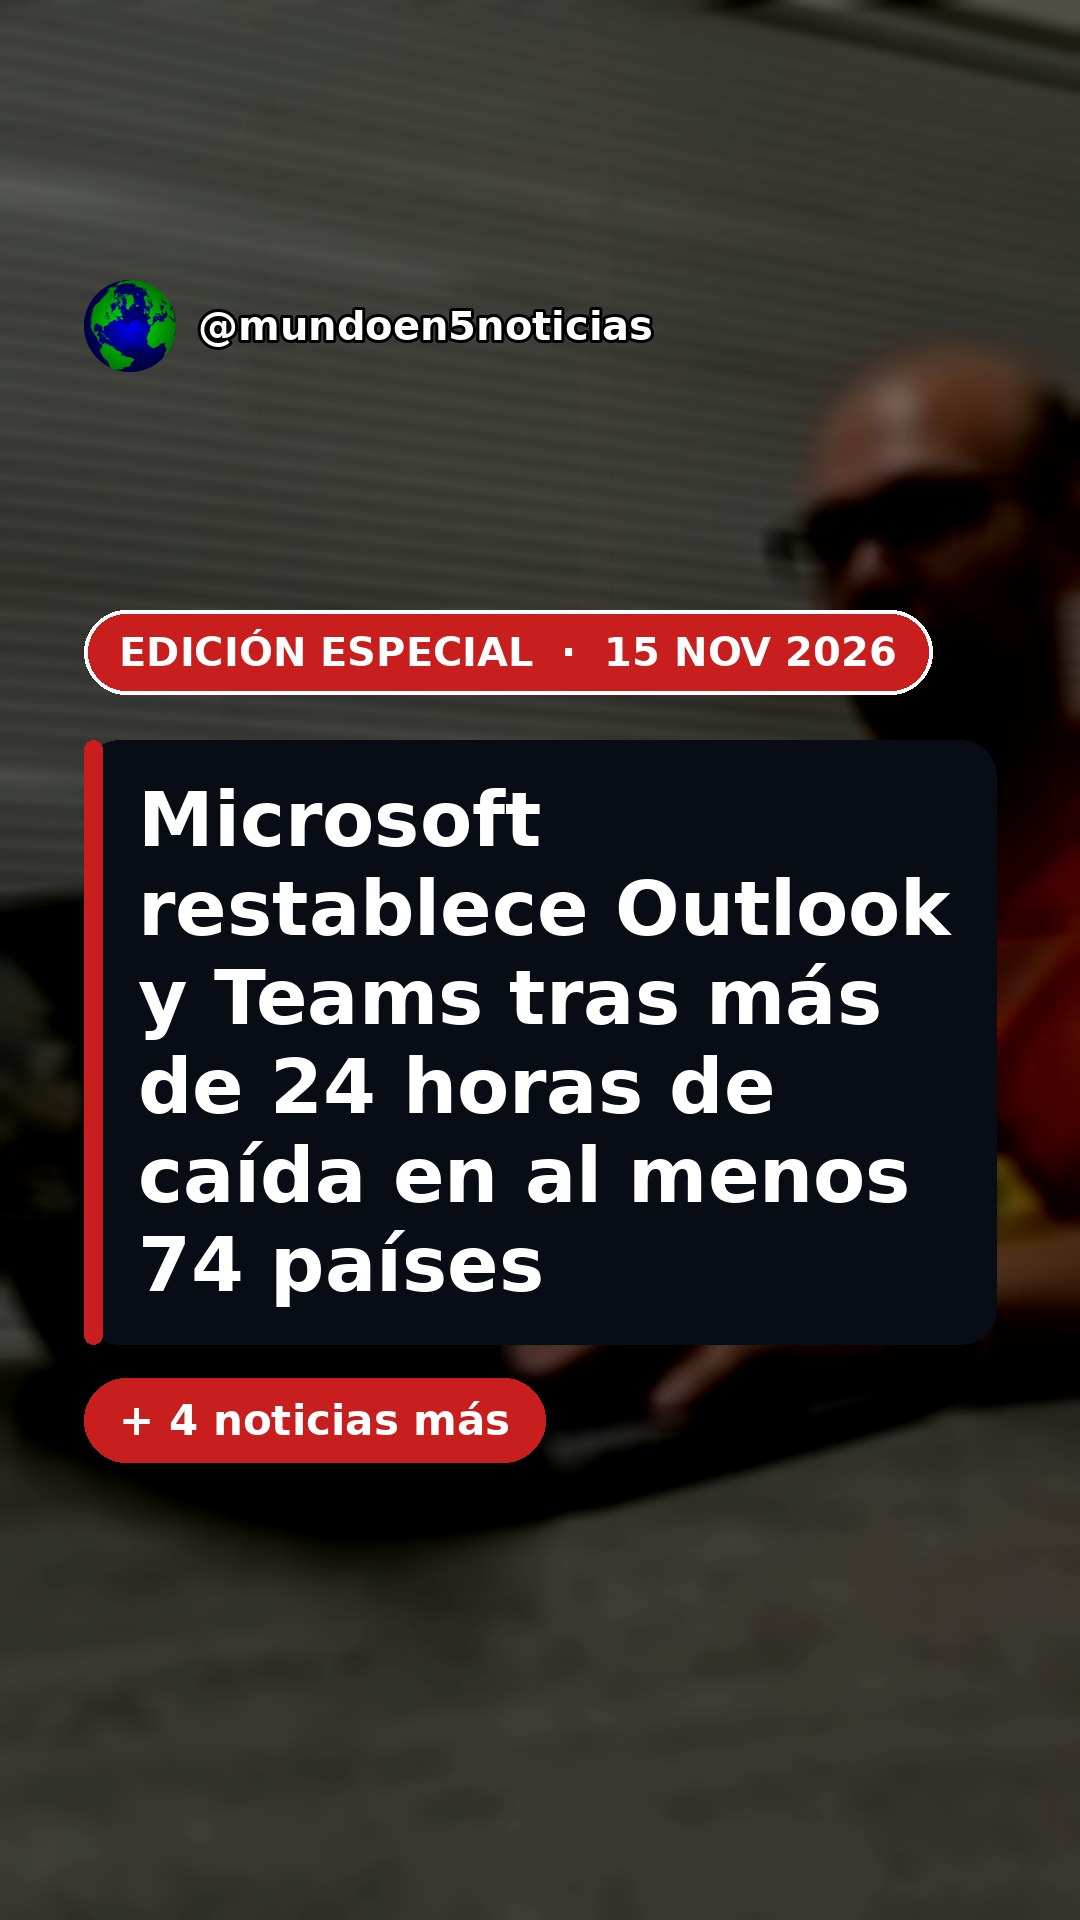 @mundoen5noticias
EDICIÓN ESPECIAL · 15 NOV 2026
Microsoft
restablece Outlook
y Teams tras más
de 24 horas de
caída en al menos
74 países
+ 4 noticias más